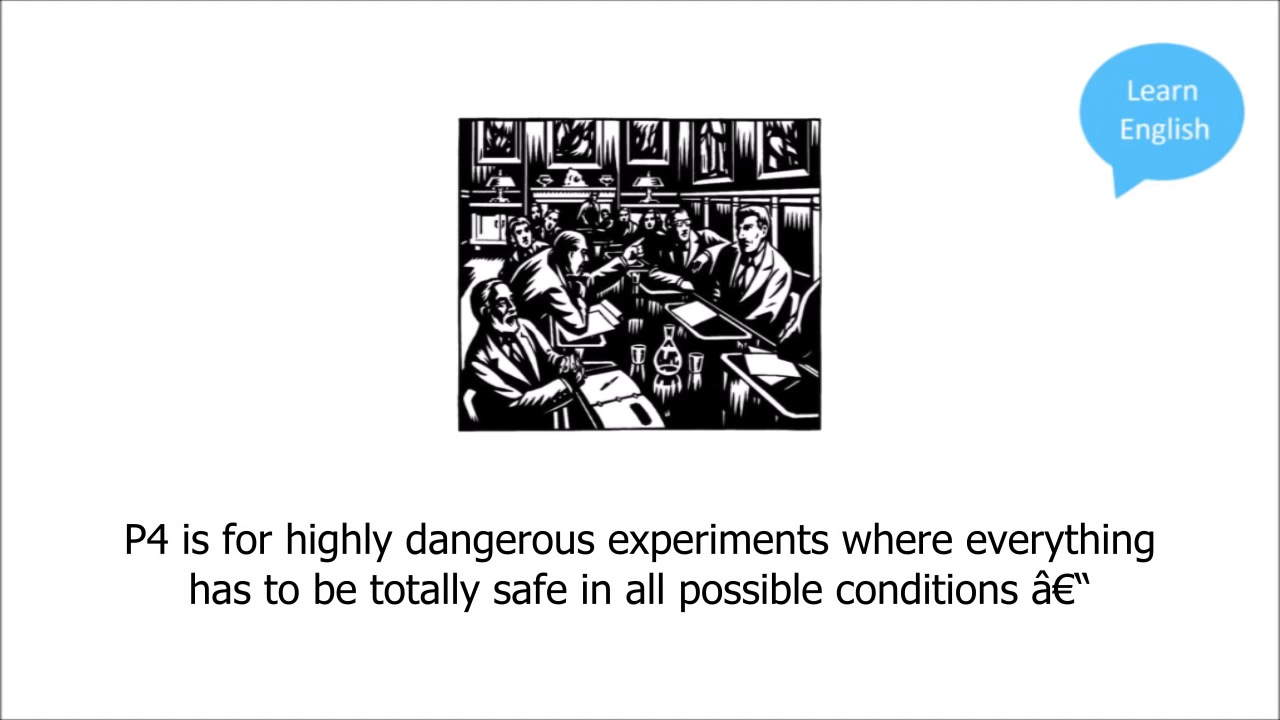 Learn
English
P4 is for highly dangerous experiments where everything
has to be totally safe in all possible conditions â€“